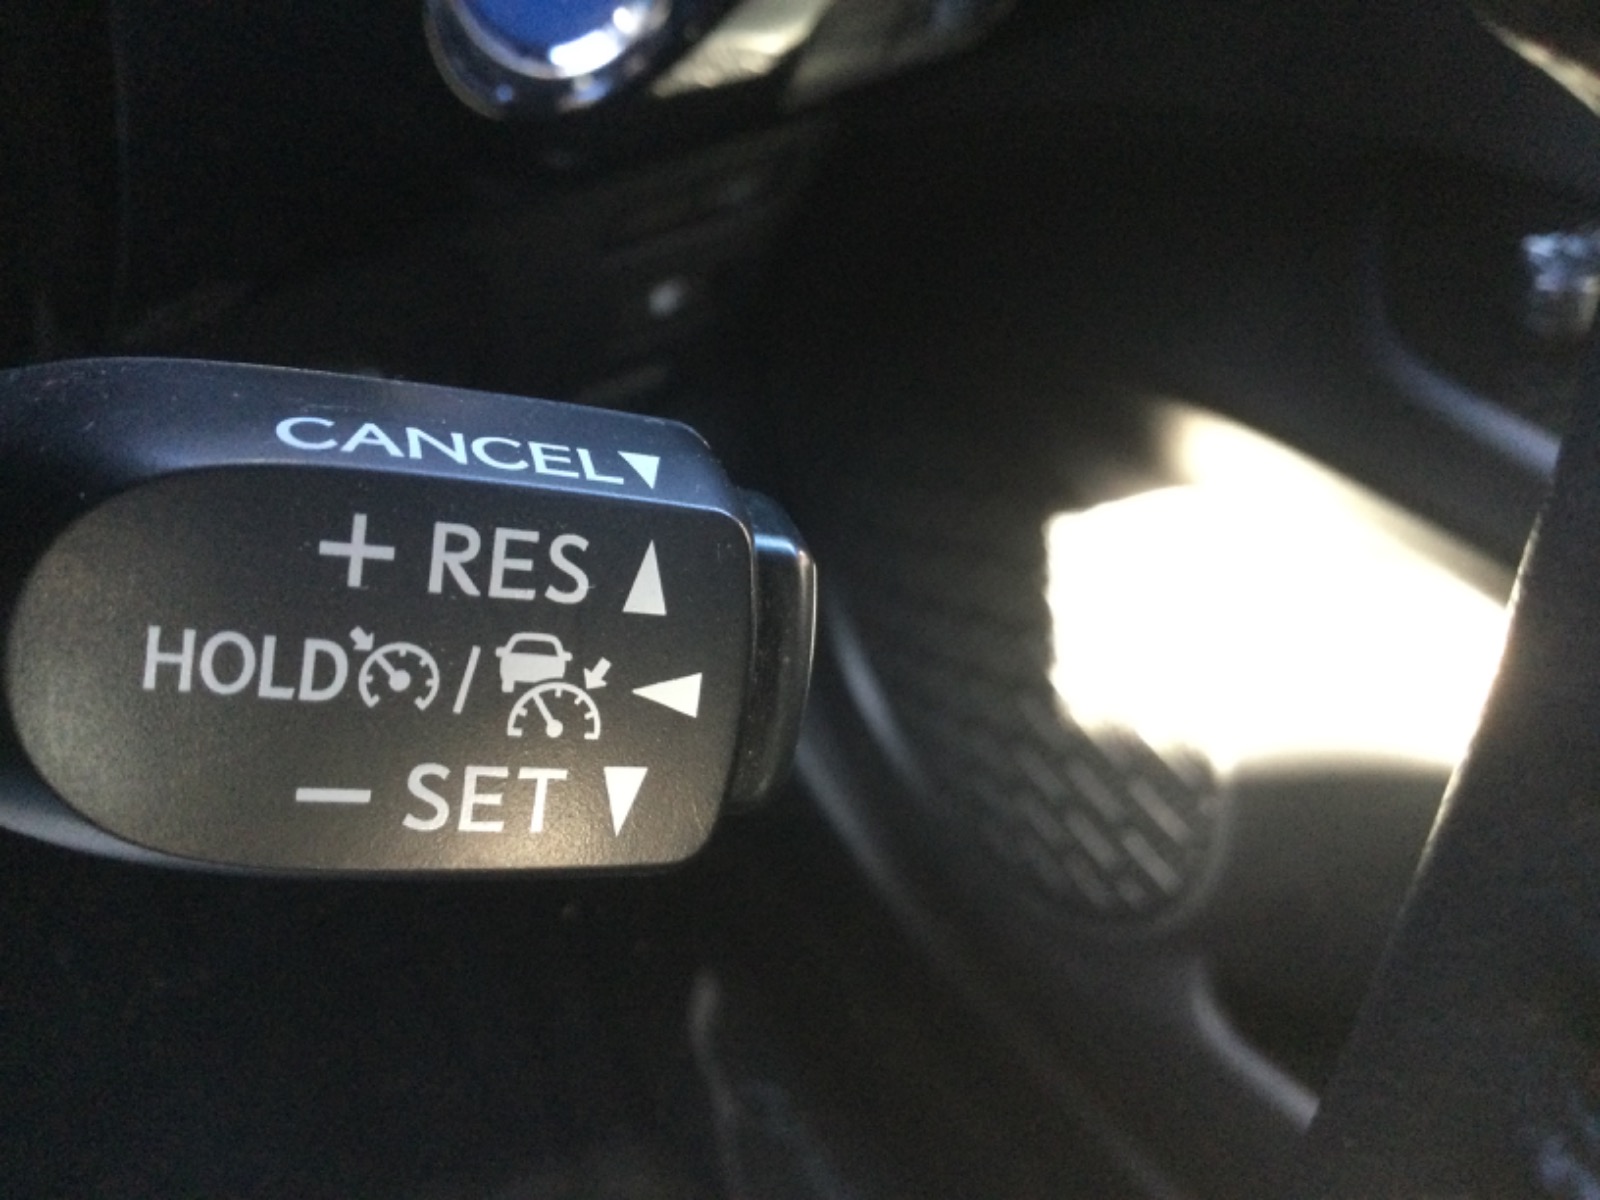 CANCEL▼
+ RES ▲
HOLD / ◀
− SET ▼